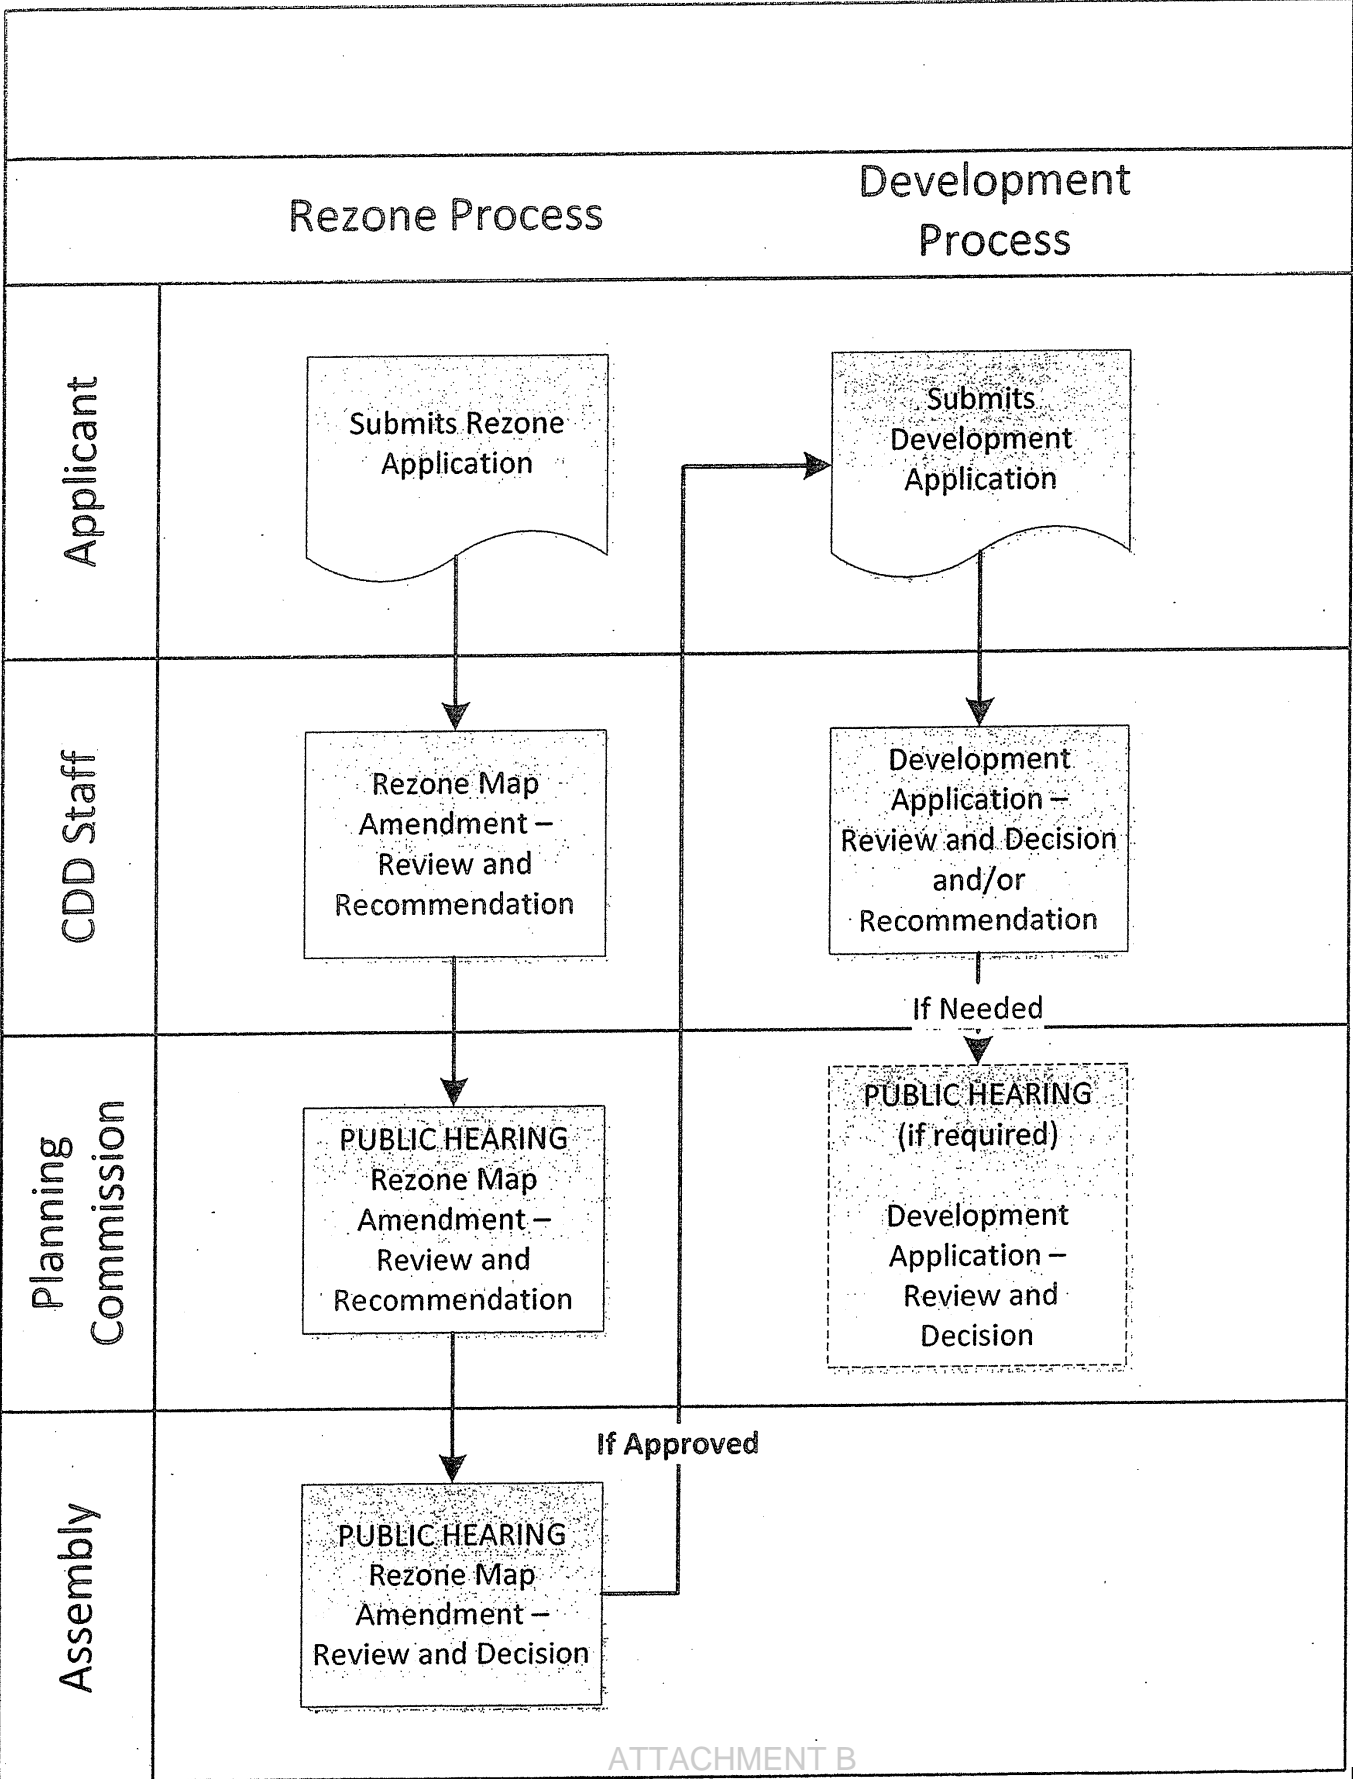 Rezone Process
Development
Process
Applicant
Submits Rezone
Application
Submits
Development
Application
CDD Staff
Rezone Map
Amendment –
Review and
Recommendation
Development
Application –
Review and Decision
and/or
Recommendation
If Needed
Planning
Commission
PUBLIC HEARING
Rezone Map
Amendment –
Review and
Recommendation
PUBLIC HEARING
(if required)
Development
Application –
Review and
Decision
If Approved
Assembly
PUBLIC HEARING
Rezone Map
Amendment –
Review and Decision
ATTACHMENT B